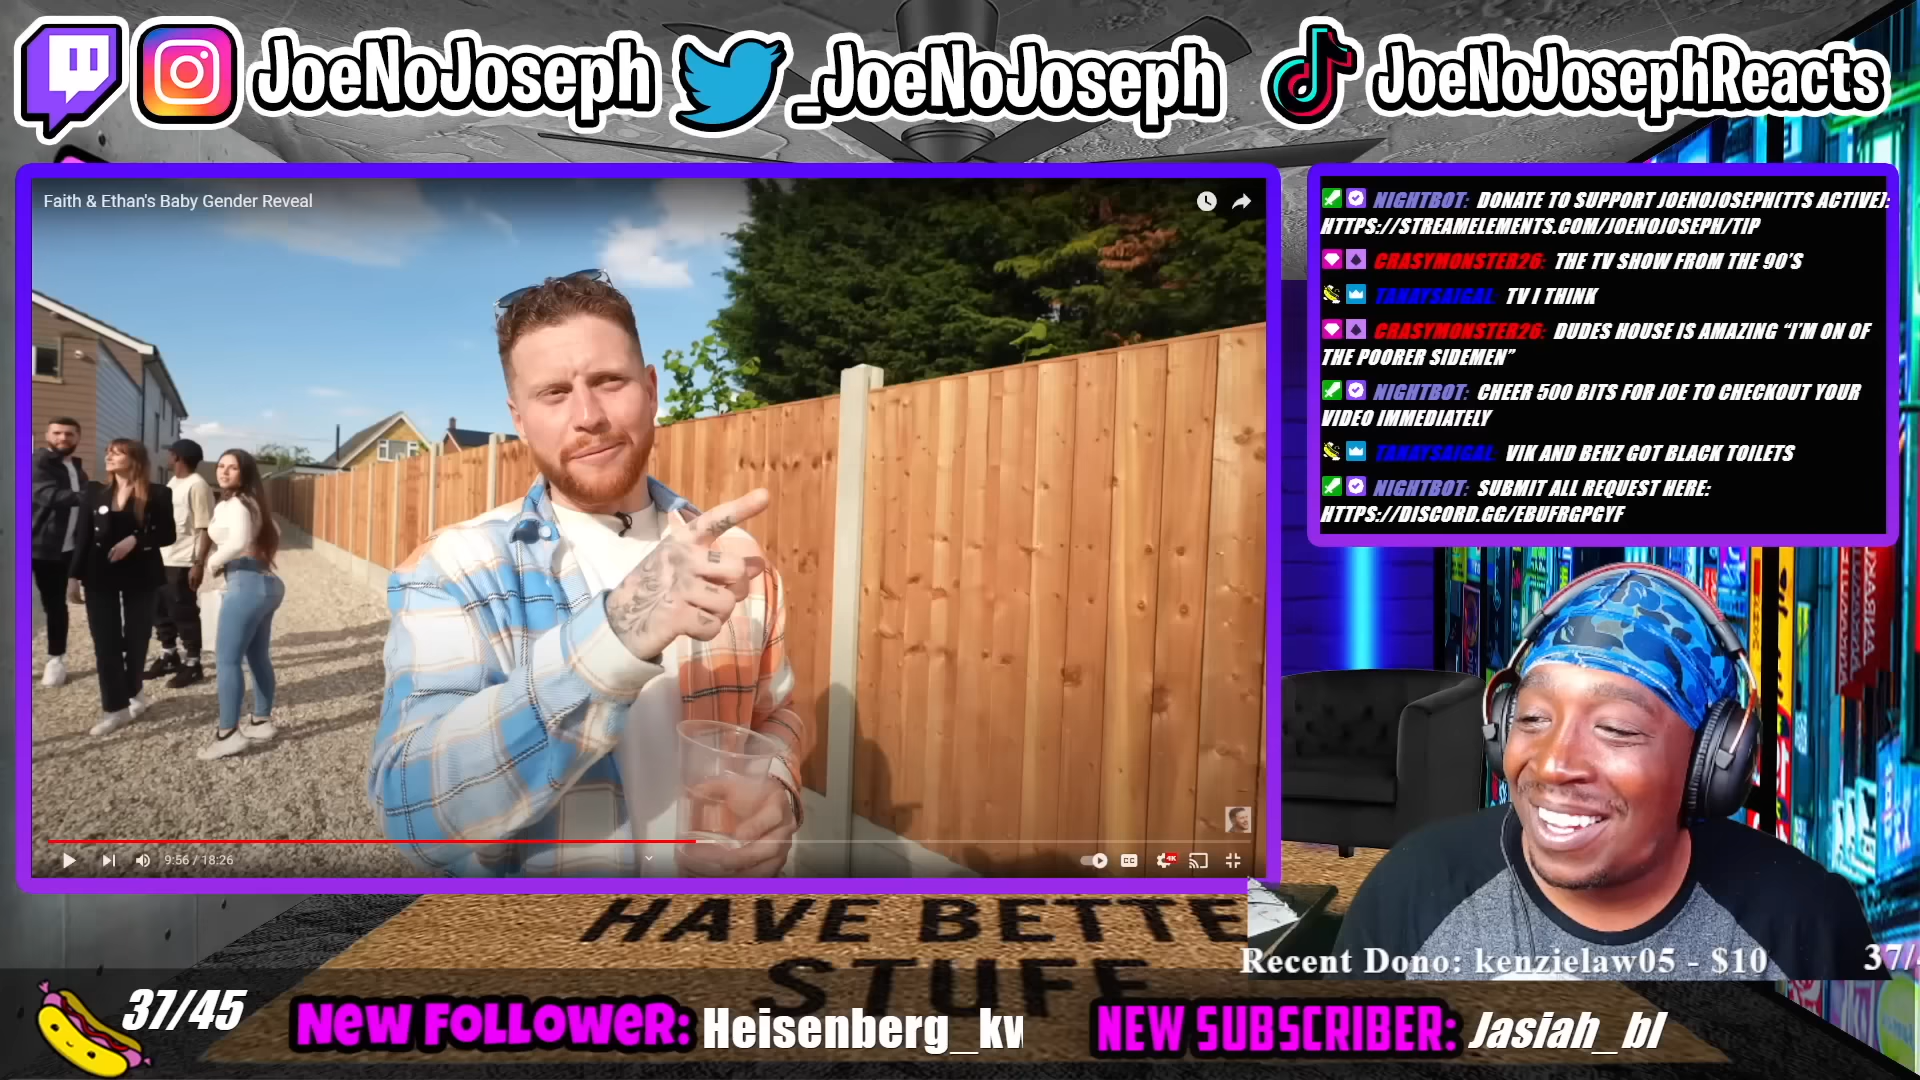 JoeNoJoseph _JoeNoJoseph JoeNoJosephReacts
Faith & Ethan's Baby Gender Reveal
9:56 / 18:26
CC
4K
NIGHTBOT: DONATE TO SUPPORT JOENOJOSEPH(TTS ACTIVE):
HTTPS://STREAMELEMENTS.COM/JOENOJOSEPH/TIP
CRASYMONSTER26: THE TV SHOW FROM THE 90'S
TANAYSAIGAL: TV I THINK
CRASYMONSTER26: DUDES HOUSE IS AMAZING “I'M ON OF
THE POORER SIDEMEN”
NIGHTBOT: CHEER 500 BITS FOR JOE TO CHECKOUT YOUR
VIDEO IMMEDIATELY
TANAYSAIGAL: VIK AND BEHZ GOT BLACK TOILETS
NIGHTBOT: SUBMIT ALL REQUEST HERE:
HTTPS://DISCORD.GG/EBUFRGPGYF
HAVE BETTE
STUFF
Recent Dono: kenzielaw05 - $10 37/
37/45 NEW FOLLOWER: Heisenberg_kv NEW SUBSCRIBER: Jasiah_bl